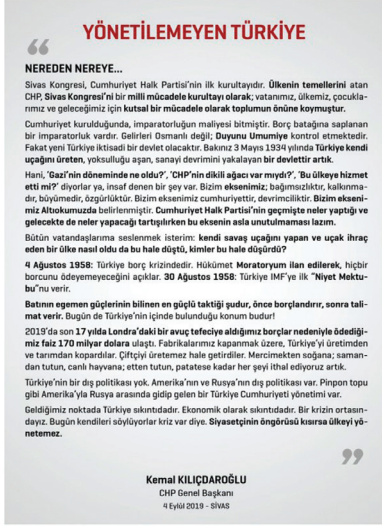 YÖNETİLEMEYEN TÜRKİYE
“
NEREDEN NEREYE...
Sivas Kongresi, Cumhuriyet Halk Partisi’nin ilk kurultayıdır. Ülkenin temellerini atan
CHP, Sivas Kongresi’ni bir milli mücadele kurultayı olarak; vatanımız, ülkemiz, çocukla-
rımız ve geleceğimiz için kutsal bir mücadele olarak toplumun önüne koymuştur.
Cumhuriyet kurulduğunda, imparatorluğun maliyesi bitmiştir. Borç batağına saplanan
bir imparatorluk vardır. Gelirleri Osmanlı değil; Duyunu Umumiye kontrol etmektedir.
Fakat yeni Türkiye iktisadi bir devlet olacaktır. Bakınız 3 Mart 1934 yılında Türkiye kendi
uçağını üreten, yoksulluğu aşan, sanayi devrimini yakalayan bir devlettir artık.
Hani, ‘Gazi’nin döneminde ne oldu?’, ‘CHP’nin dikili ağacı var mıydı?’, ‘Bu ülkeye hizmet
etti mi?’ diyorlar ya, insaf denen bir şey var. Bizim eksenimiz; bağımsızlıktır, kalkınma-
dır, büyümedir, özgürlüktür. Bizim eksenimiz cumhuriyettir, devrimciliktir. Bizim ekseni-
miz Altıokumuzda belirlenmiştir. Cumhuriyet Halk Partisi’nin geçmişte neler yaptığı ve
gelecekte de neler yapacağı tartışılırken bu eksenin asla unutulmaması lazım.
Bütün vatandaşlarıma seslenmek isterim: kendi savaş uçağını yapan ve uçak ihraç
eden bir ülke nasıl oldu da bu hale düştü, kimler bu hale düşürdü?
4 Ağustos 1958: Türkiye borç krizindedir. Hükümet Moratoryum ilan edilerek, hiçbir
borcunu ödeyemeyeceğini açıklar. 30 Ağustos 1958: Türkiye IMF’ye ilk “Niyet Mektu-
bu”nu verir.
Batının egemen güçlerinin bilinen en güçlü taktiği şudur, önce borçlandırır, sonra tali-
mat verir. Bugün de Türkiye’nin içinde bulunduğu konum budur!
2019’da son 17 yılda Londra’daki bir avuç tefeciye aldığımız borçlar nedeniyle ödediği-
miz faiz 170 milyar dolara ulaştı. Fabrikalarımız kapanmak üzere, Türkiye’yi üretimden
ve tarımdan kopardılar. Çiftçiyi üretemez hale getirdiler. Mercimekten soğana; saman-
dan tutun, canlı hayvana; etten tutun, patatese kadar her şeyi ithal ediyoruz artık.
Türkiye’nin bir dış politikası yok. Amerika’nın ve Rusya’nın dış politikası var. Pinpon topu
gibi Amerika’yla Rusya arasında gidip gelen bir Türkiye Cumhuriyeti yönetimi var.
Geldiğimiz noktada Türkiye sıkıntıdadır. Ekonomik olarak sıkıntıdadır. Bir krizin ortasın-
dayız. Bugün kendileri söylüyorlar kriz var diye. Siyasetçinin öngörüsü kısırsa ülkeyi yö-
netemez.
”
Kemal KILIÇDAROĞLU
CHP Genel Başkanı
4 Eylül 2019 - SİVAS